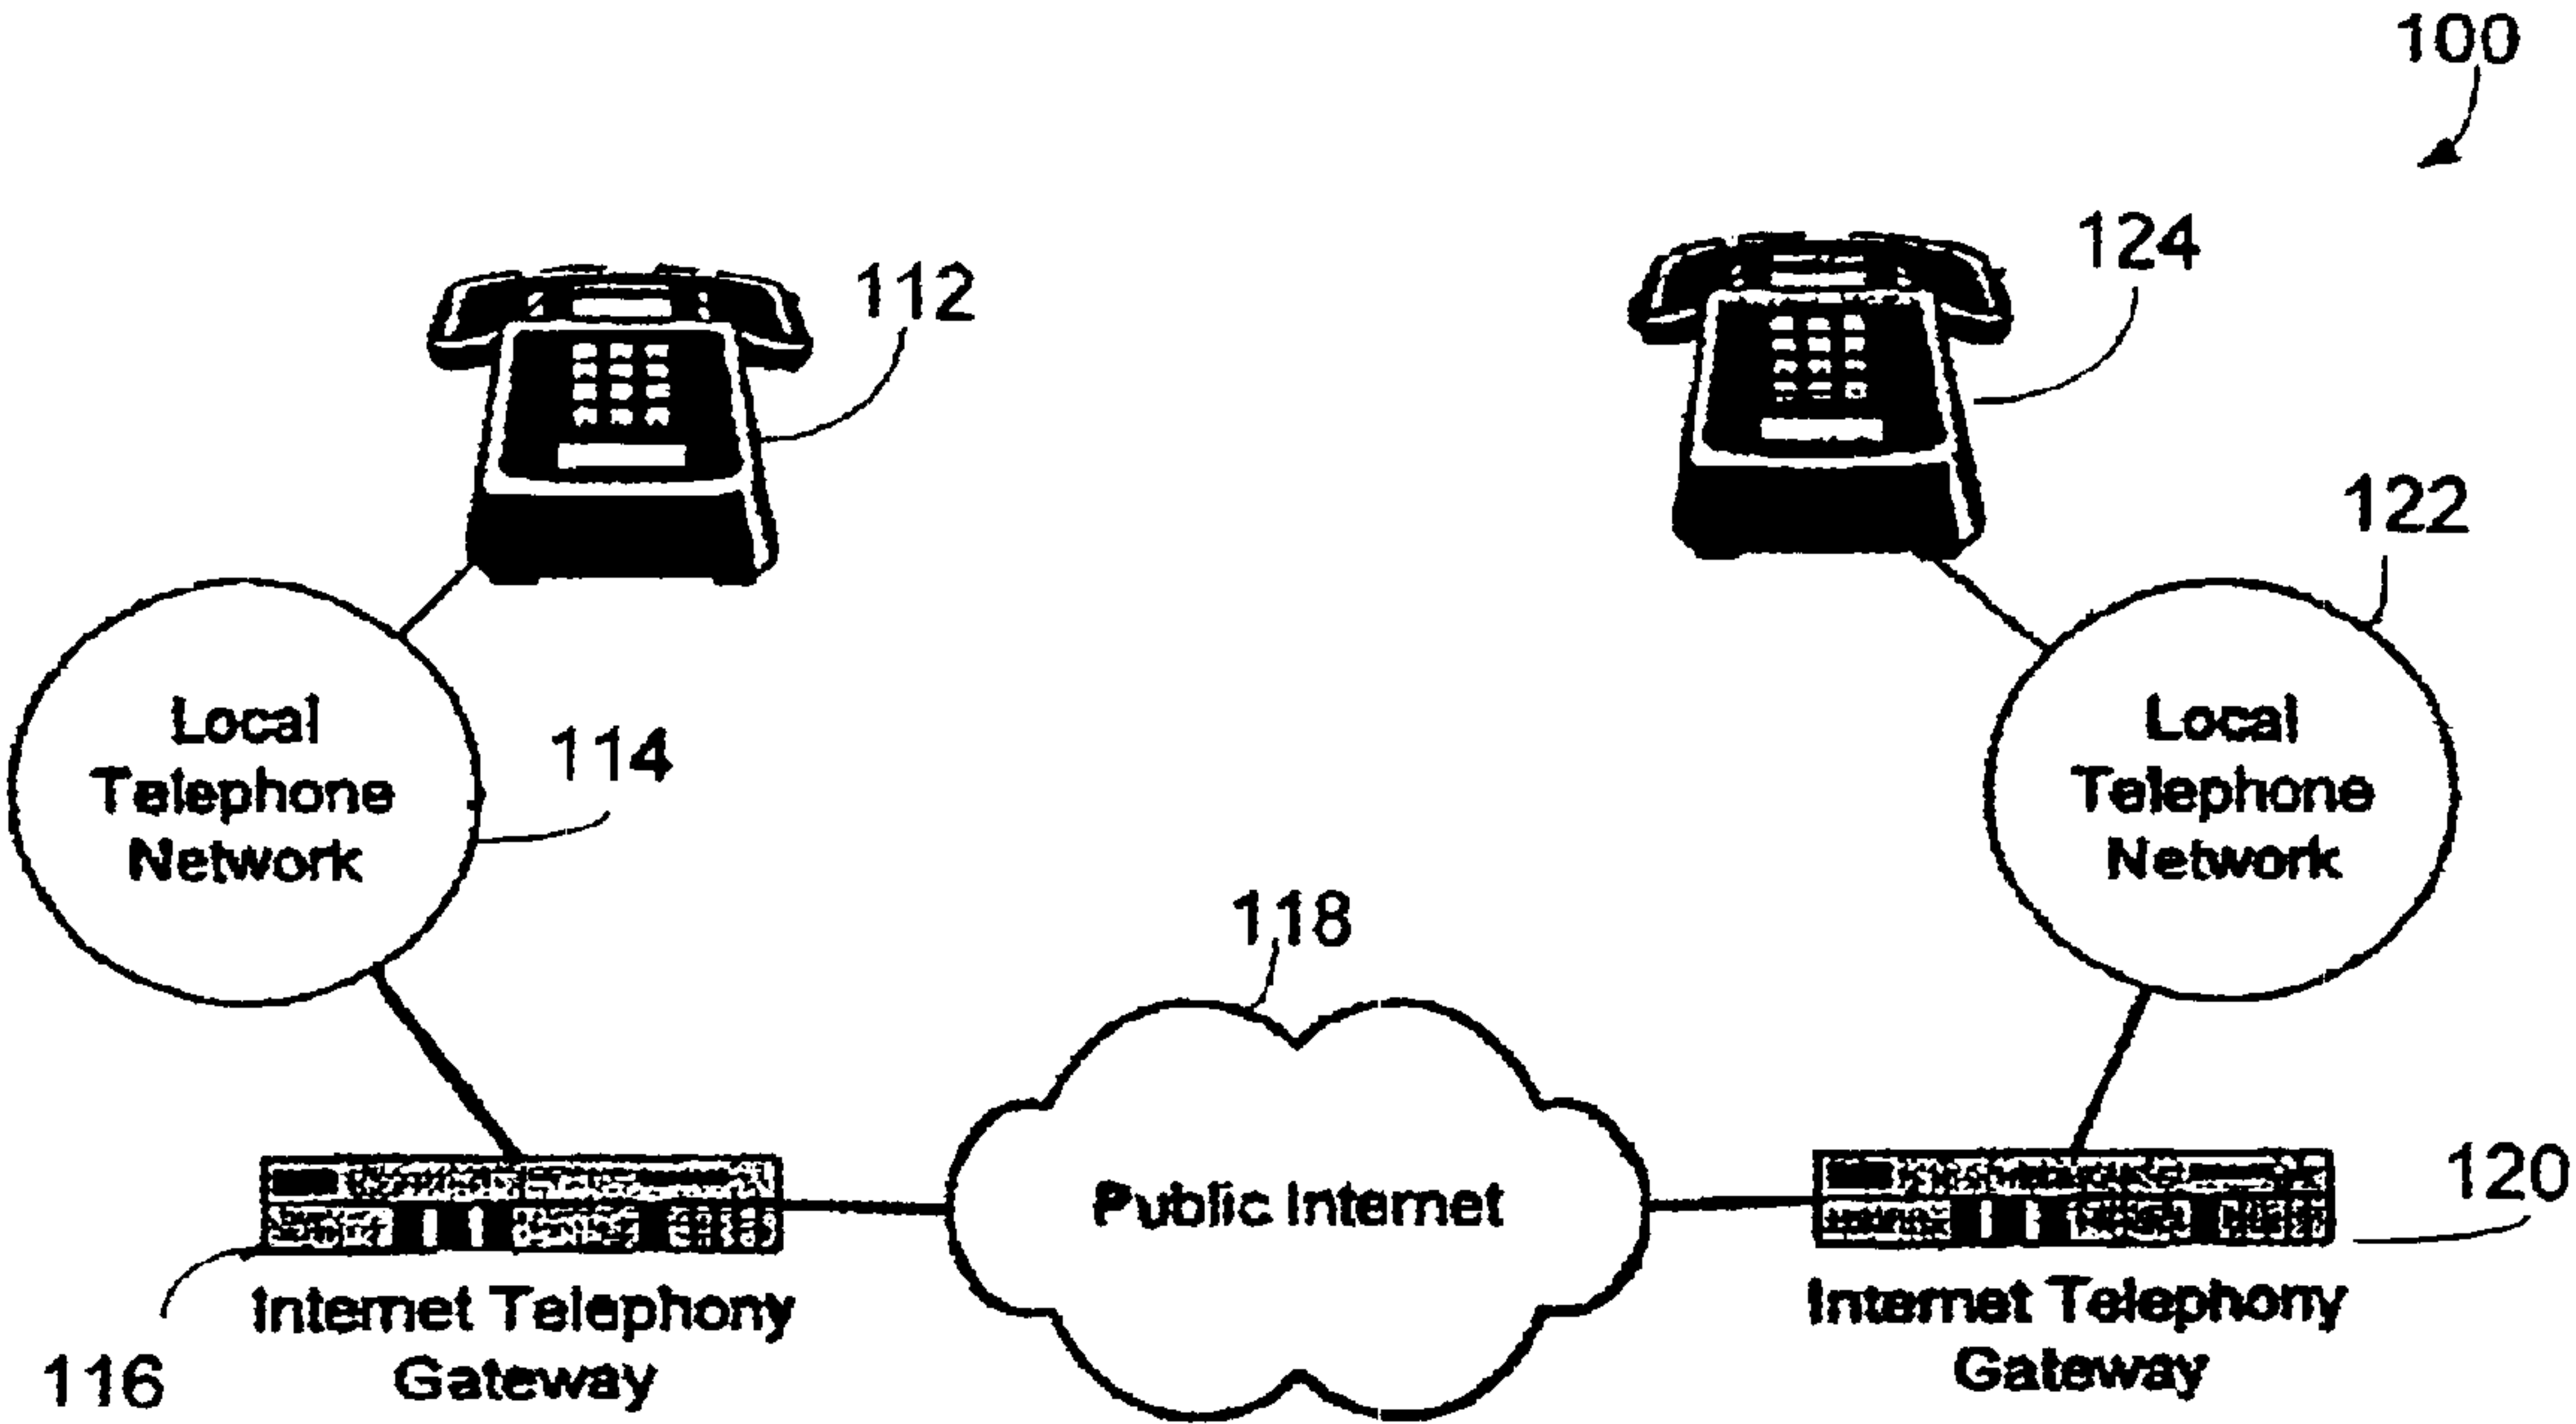 100
124
112
122
Local
Telephone
Network
114
Local
Telephone
Network
118
Public Internet
120
Internet Telephony
Gateway
116
Internet Telephony
Gateway